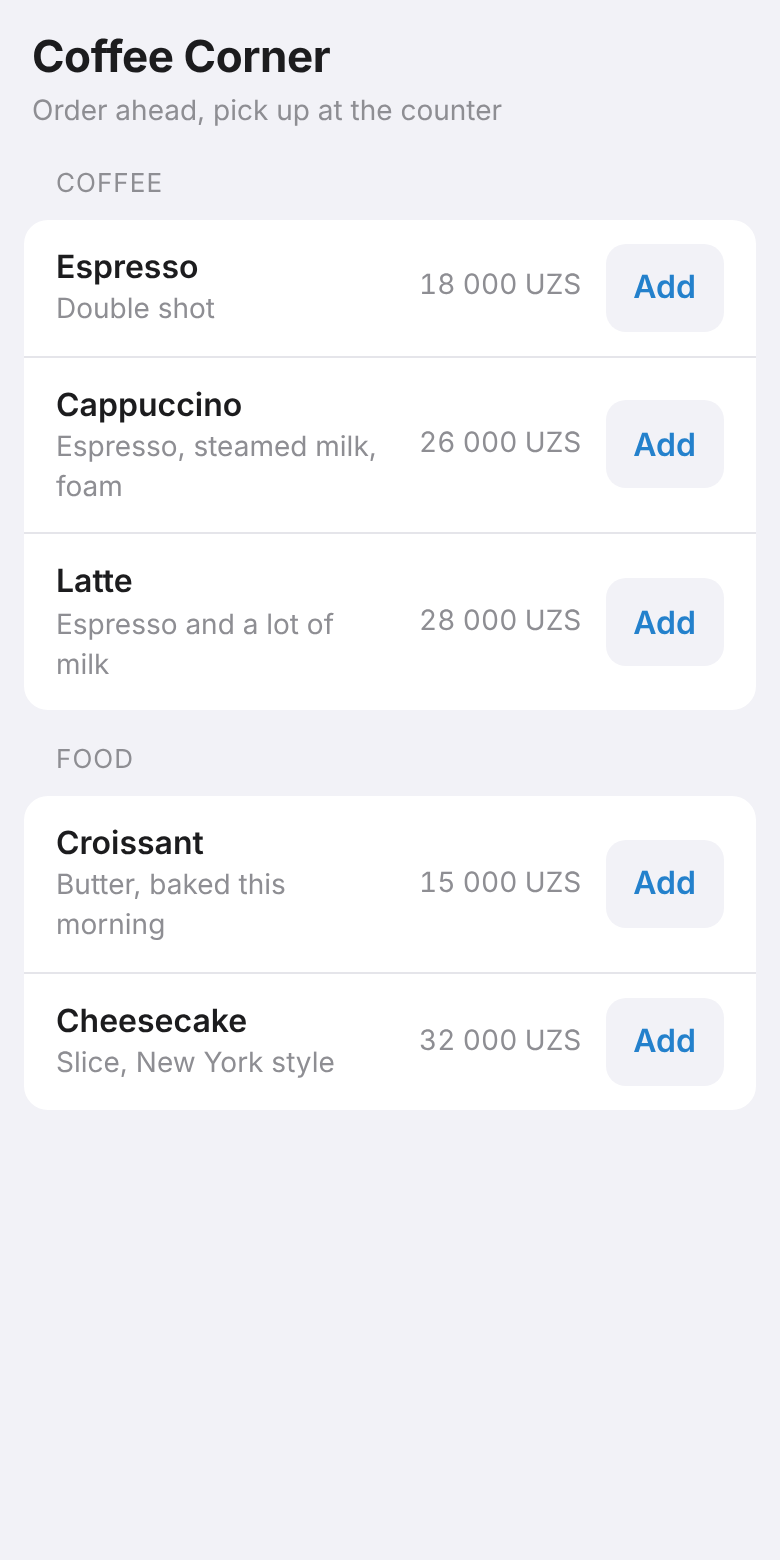 Coffee Corner
Order ahead, pick up at the counter
COFFEE
Espresso
Double shot
18 000 UZS
Add
Cappuccino
Espresso, steamed milk,
foam
26 000 UZS
Add
Latte
Espresso and a lot of
milk
28 000 UZS
Add
FOOD
Croissant
Butter, baked this
morning
15 000 UZS
Add
Cheesecake
Slice, New York style
32 000 UZS
Add